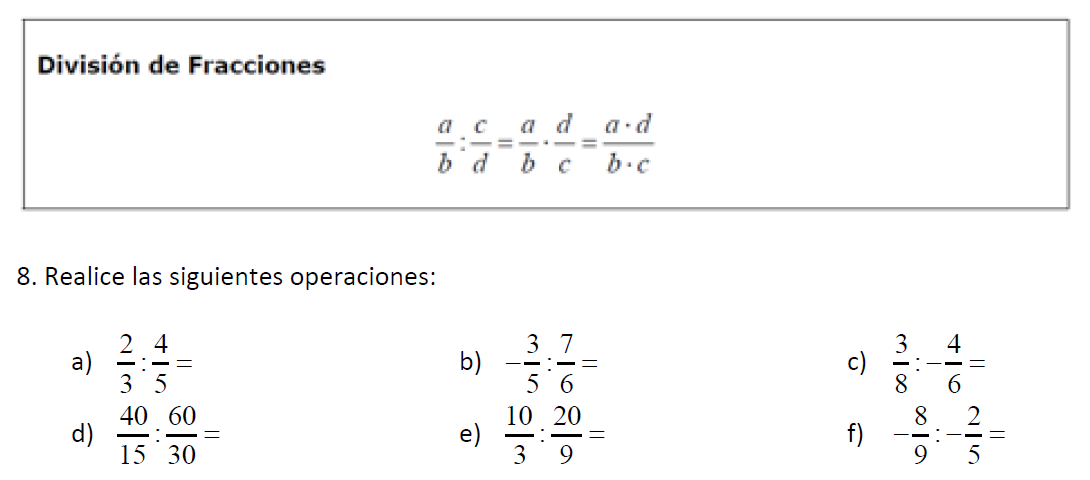 División de Fracciones
a/b : c/d = a/b · d/c = a·d/b·c
8. Realice las siguientes operaciones:
a) 2/3 : 4/5 = b) -3/5 : 7/6 = c) 3/8 : -4/6 =
d) 40/15 : 60/30 = e) 10/3 : 20/9 = f) -8/9 : -2/5 =